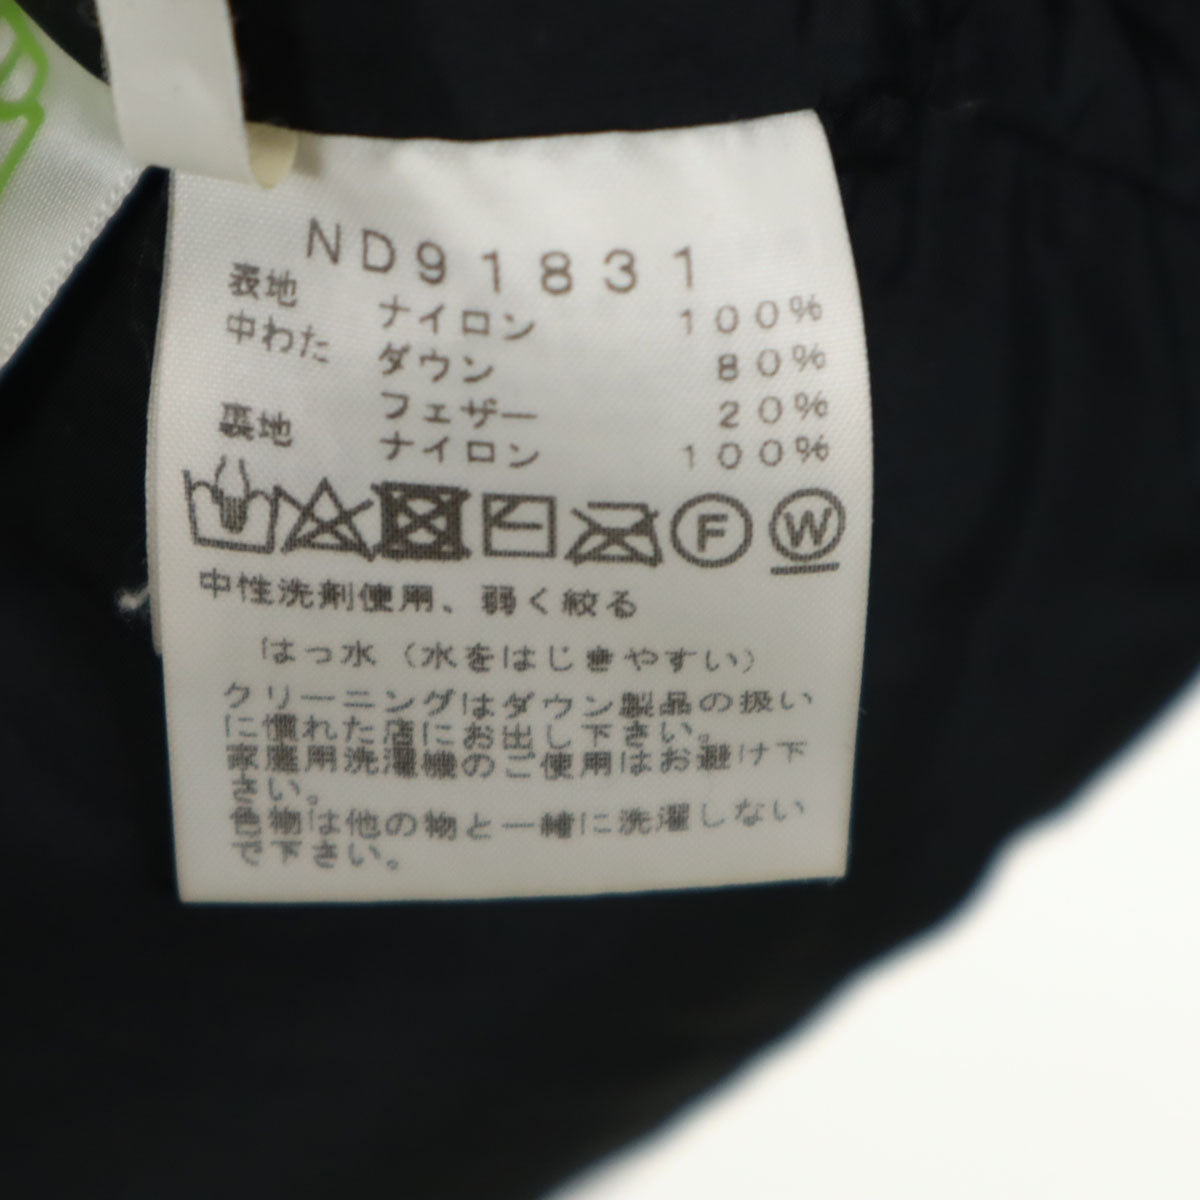 ND91831
表地 ナイロン 100%
中わた ダウン 80%
フェザー 20%
裏地 ナイロン 100%
F W
中性洗剤使用、弱く絞る
はっ水(水をはじきやすい)
クリーニングはダウン製品の扱い
に慣れた店にお出し下さい。
家庭用洗濯機のご使用はお避け下
さい。
色物は他の物と一緒に洗濯しない
で下さい。